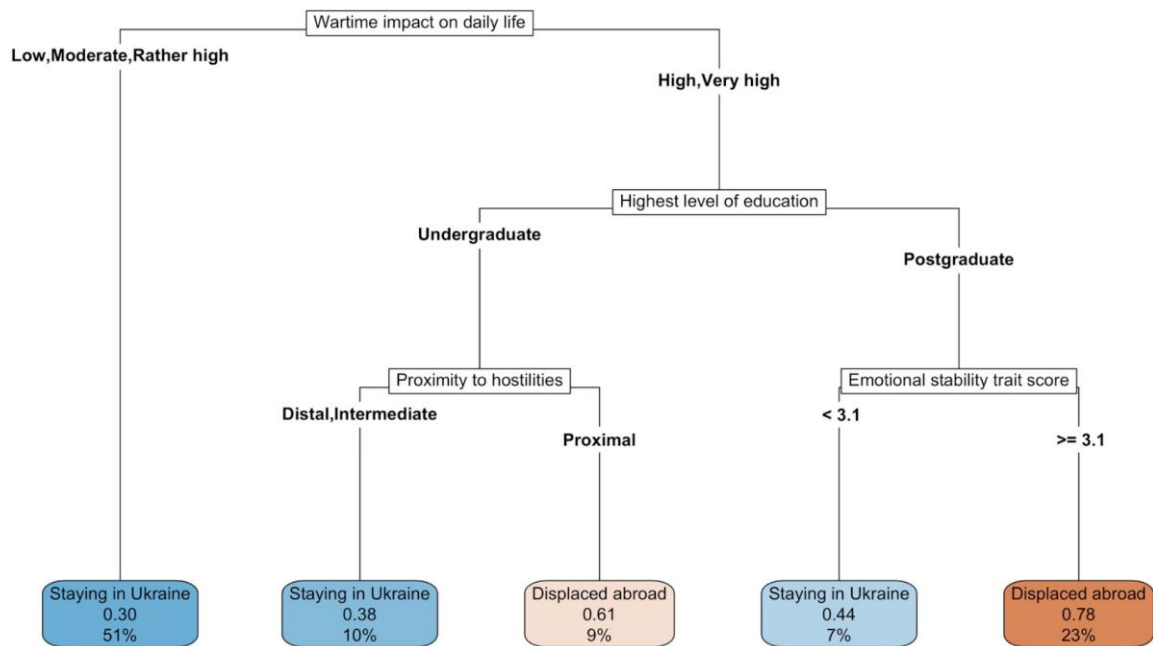 Wartime impact on daily life
Low,Moderate,Rather high
High,Very high
Highest level of education
Undergraduate
Postgraduate
Proximity to hostilities
Emotional stability trait score
Distal,Intermediate
< 3.1
Proximal
>= 3.1
Staying in Ukraine
0.30
51%
Staying in Ukraine
0.38
10%
Displaced abroad
0.61
9%
Staying in Ukraine
0.44
7%
Displaced abroad
0.78
23%